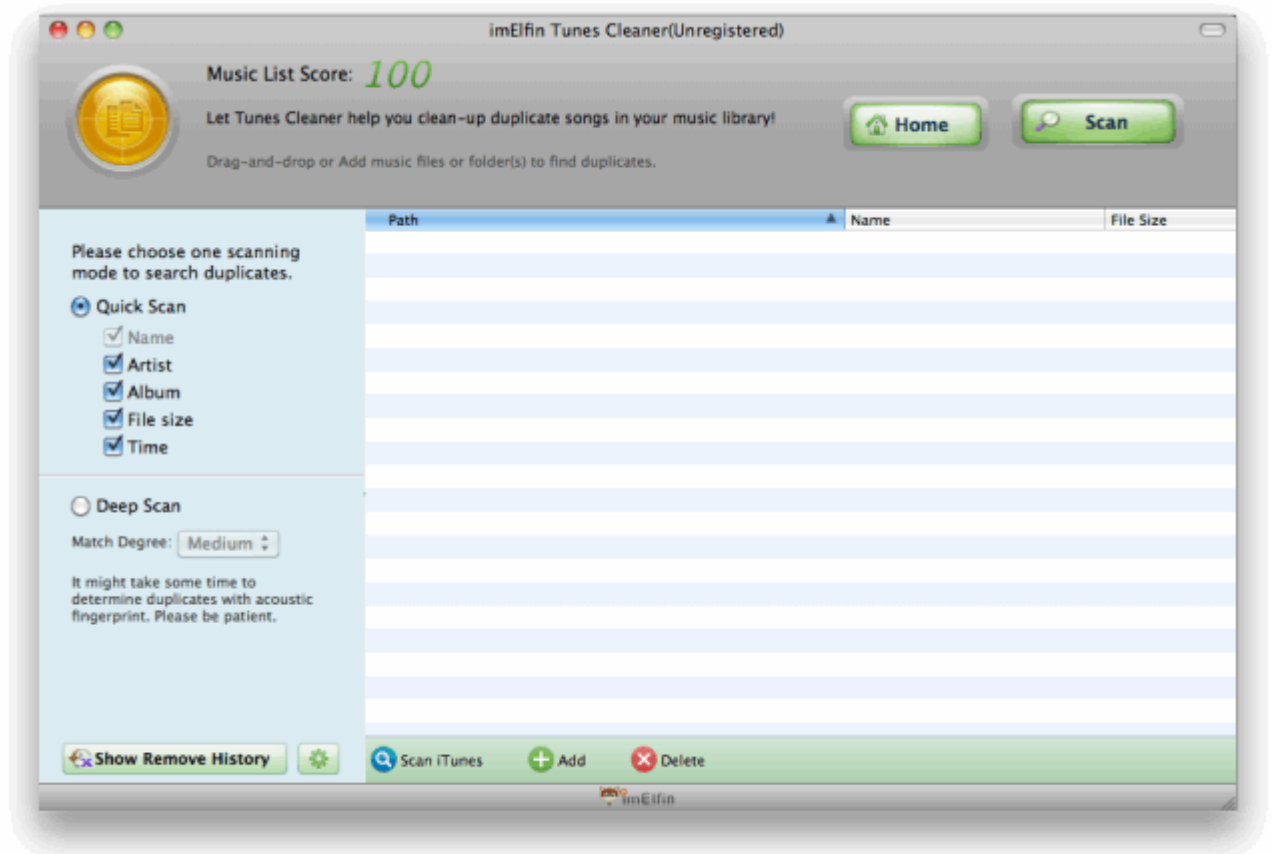 imElfin Tunes Cleaner(Unregistered)
Music List Score: 100
Let Tunes Cleaner help you clean-up duplicate songs in your music library!
Drag-and-drop or Add music files or folder(s) to find duplicates.
Home
Scan
Path
Name
File Size
Please choose one scanning
mode to search duplicates.
Quick Scan
Name
Artist
Album
File size
Time
Deep Scan
Match Degree: Medium
It might take some time to
determine duplicates with acoustic
fingerprint. Please be patient.
Show Remove History
Scan iTunes
Add
Delete
imElfin